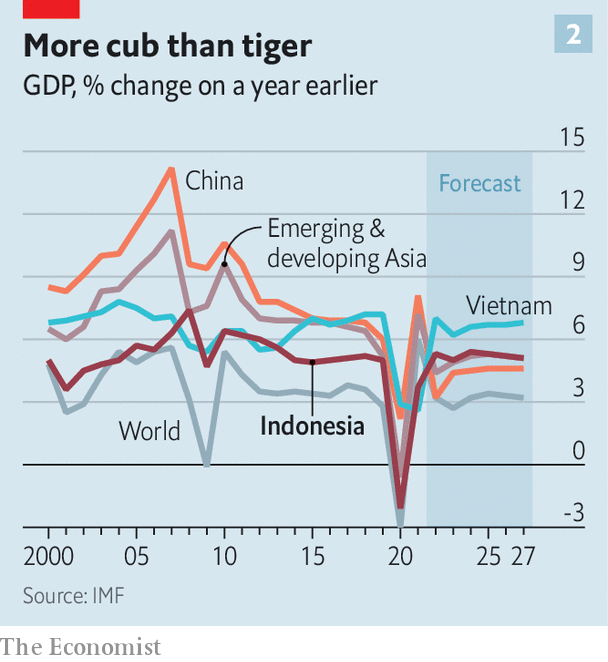 More cub than tiger
2
GDP, % change on a year earlier
15
China
Forecast
12
Emerging &
developing Asia
9
Vietnam
6
3
World
Indonesia
0
-3
2000 05 10 15 20 25 27
Source: IMF
The Economist